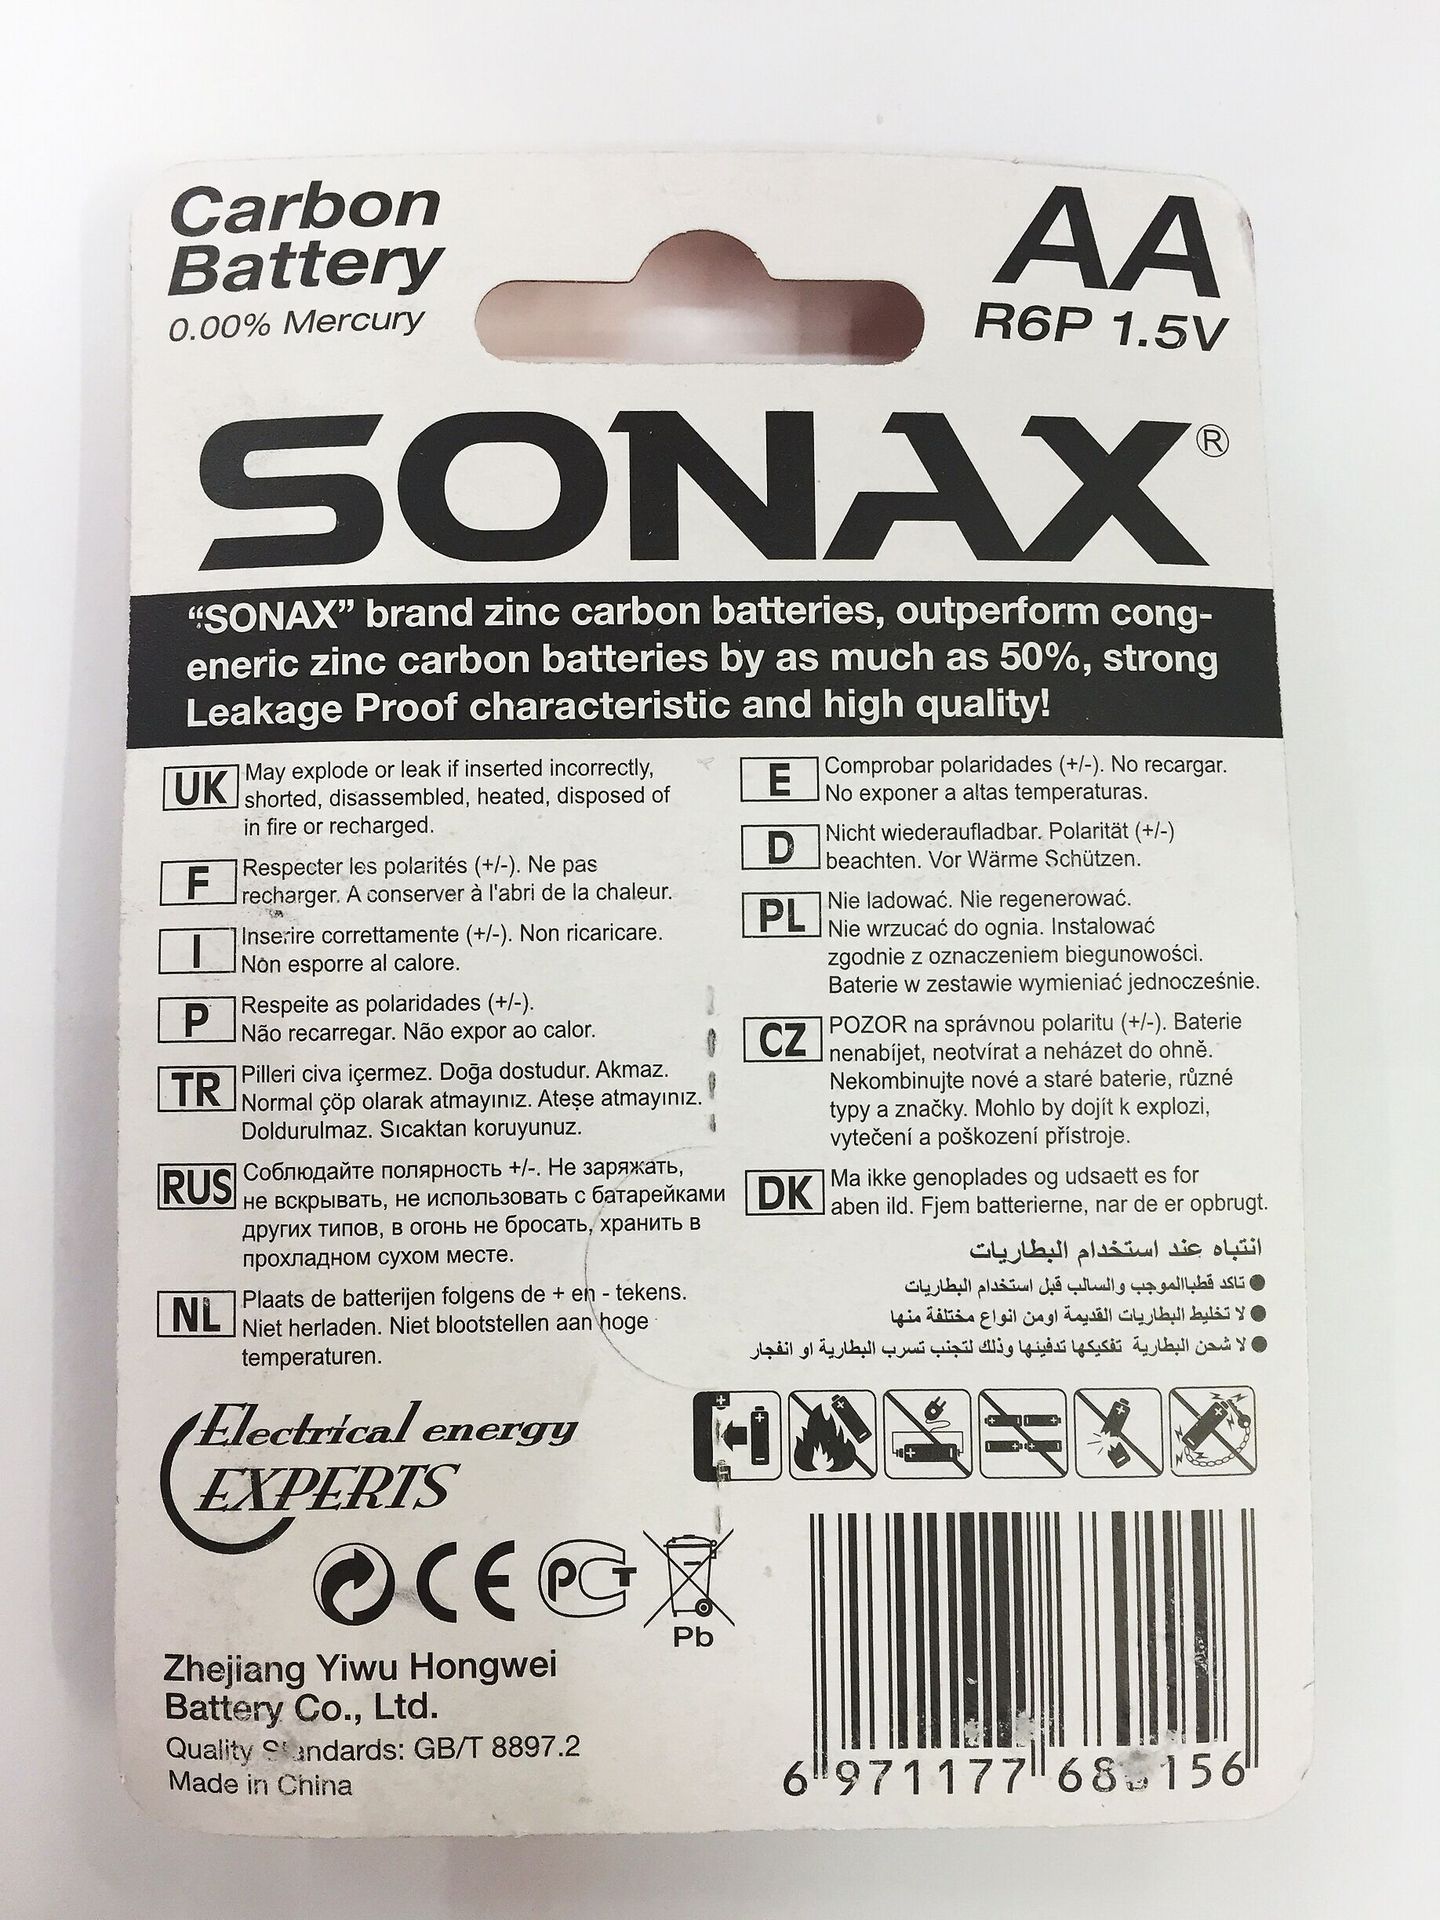 Carbon
Battery
0.00% Mercury
AA
R6P 1.5V
SONAX®
“SONAX” brand zinc carbon batteries, outperform cong-
eneric zinc carbon batteries by as much as 50%, strong
Leakage Proof characteristic and high quality!
UK May explode or leak if inserted incorrectly,
shorted, disassembled, heated, disposed of
in fire or recharged.
F Respecter les polarités (+/-). Ne pas
recharger. A conserver à l'abri de la chaleur.
I Inserire correttamente (+/-). Non ricaricare.
Non esporre al calore.
P Respeite as polaridades (+/-).
Não recarregar. Não expor ao calor.
TR Pilleri civa içermez. Doğa dostudur. Akmaz.
Normal çöp olarak atmayınız. Ateşe atmayınız.
Doldurulmaz. Sıcaktan koruyunuz.
RUS Соблюдайте полярность +/-. Не заряжать,
не вскрывать, не использовать с батарейками
других типов, в огонь не бросать, хранить в
прохладном сухом месте.
NL Plaats de batterijen folgens de + en - tekens.
Niet herladen. Niet blootstellen aan hoge
temperaturen.
E Comprobar polaridades (+/-). No recargar.
No exponer a altas temperaturas.
D Nicht wiederaufladbar. Polarität (+/-)
beachten. Vor Wärme Schützen.
PL Nie ladować. Nie regenerować.
Nie wrzucać do ognia. Instalować
zgodnie z oznaczeniem biegunowości.
Baterie w zestawie wymieniać jednocześnie.
CZ POZOR na správnou polaritu (+/-). Baterie
nenabíjet, neotvírat a neházet do ohně.
Nekombinujte nové a staré baterie, různé
typy a značky. Mohlo by dojít k explozi,
vytečení a poškození přístroje.
DK Ma ikke genoplades og udsaett es for
aben ild. Fjem batterierne, nar de er opbrugt.
انتباه عند استخدام البطاريات
● تاكد قطباالموجب والسالب قبل استخدام البطاريات
● لا تخليط البطاريات القديمة اومن انواع مختلفة منها
● لا شحن البطارية تفكيكها تدفينها وذلك لتجنب تسرب البطارية او انفجار
Electrical energy
EXPERTS
CE
PCT
Pb
Zhejiang Yiwu Hongwei
Battery Co., Ltd.
Quality Standards: GB/T 8897.2
Made in China
6 971177